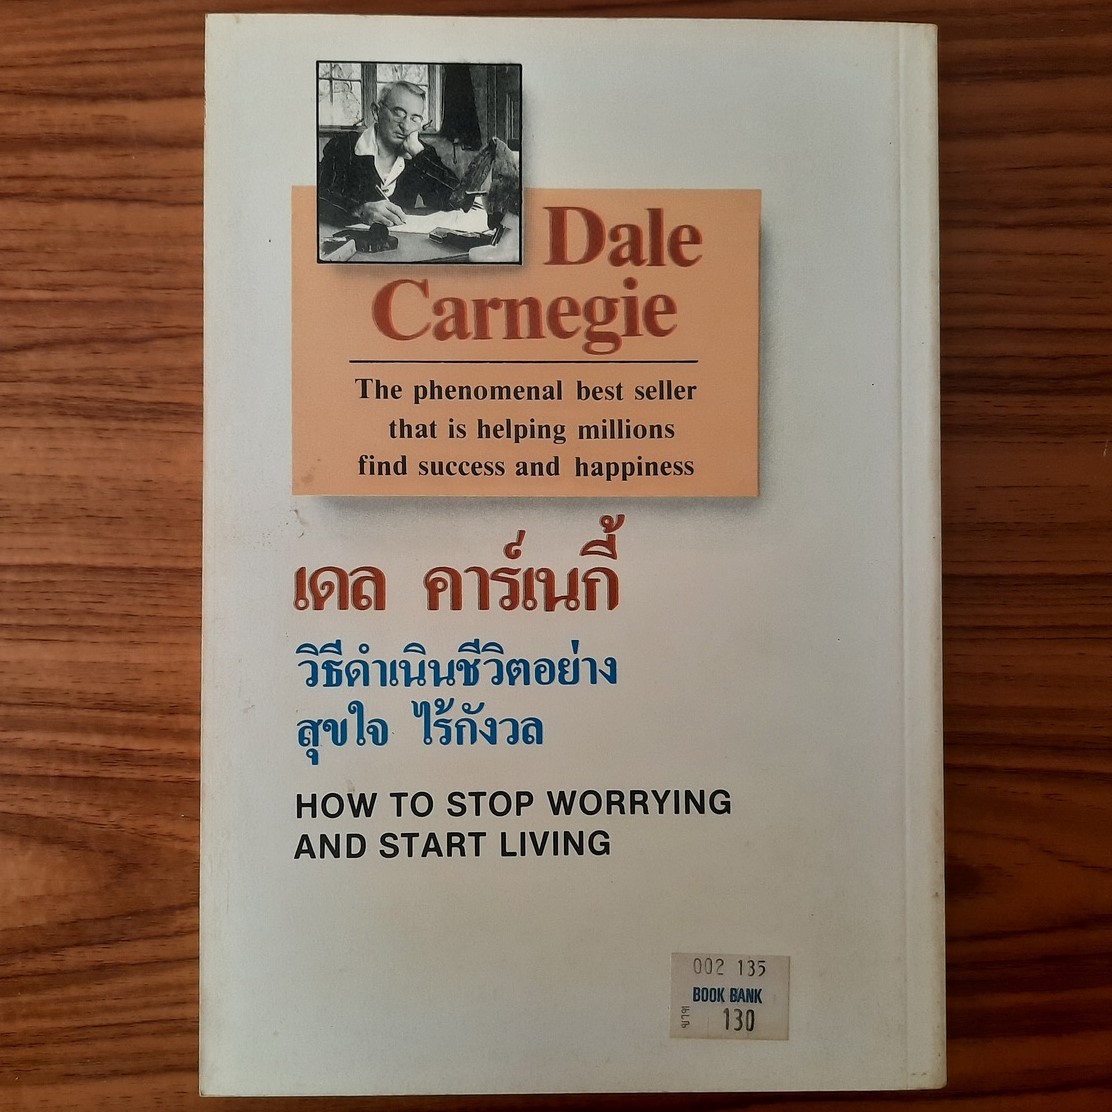 Dale
Carnegie
The phenomenal best seller
that is helping millions
find success and happiness
เดล คาร์เนกี้
วิธีดำเนินชีวิตอย่าง
สุขใจ ไร้กังวล
HOW TO STOP WORRYING
AND START LIVING
002 135
BOOK BANK
130